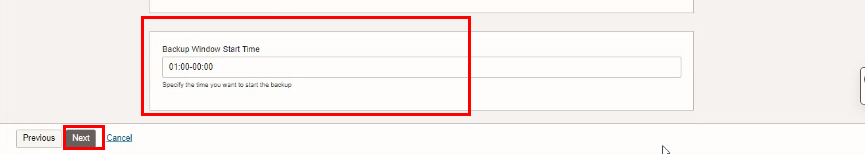 Backup Window Start Time
01:00-00:00
Specify the time you want to start the backup
Previous Next Cancel